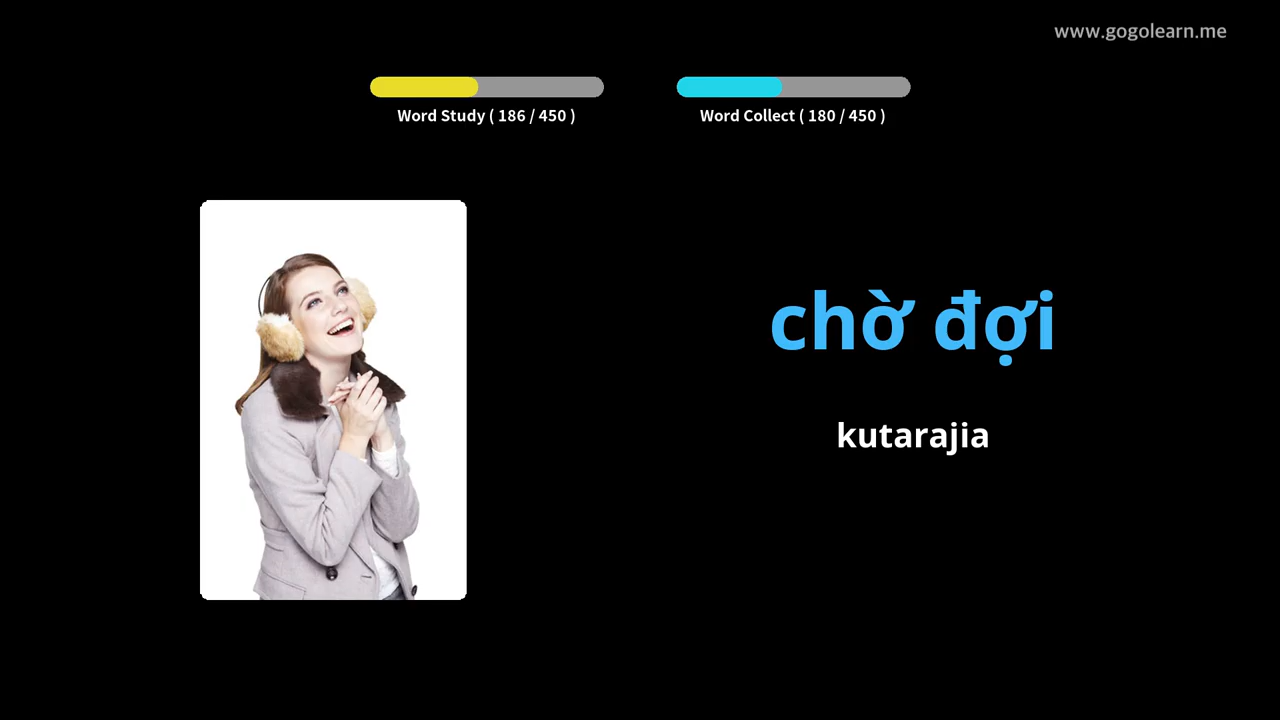 www.gogolearn.me
Word Study ( 186 / 450 )
Word Collect ( 180 / 450 )
chờ đợi
kutarajia